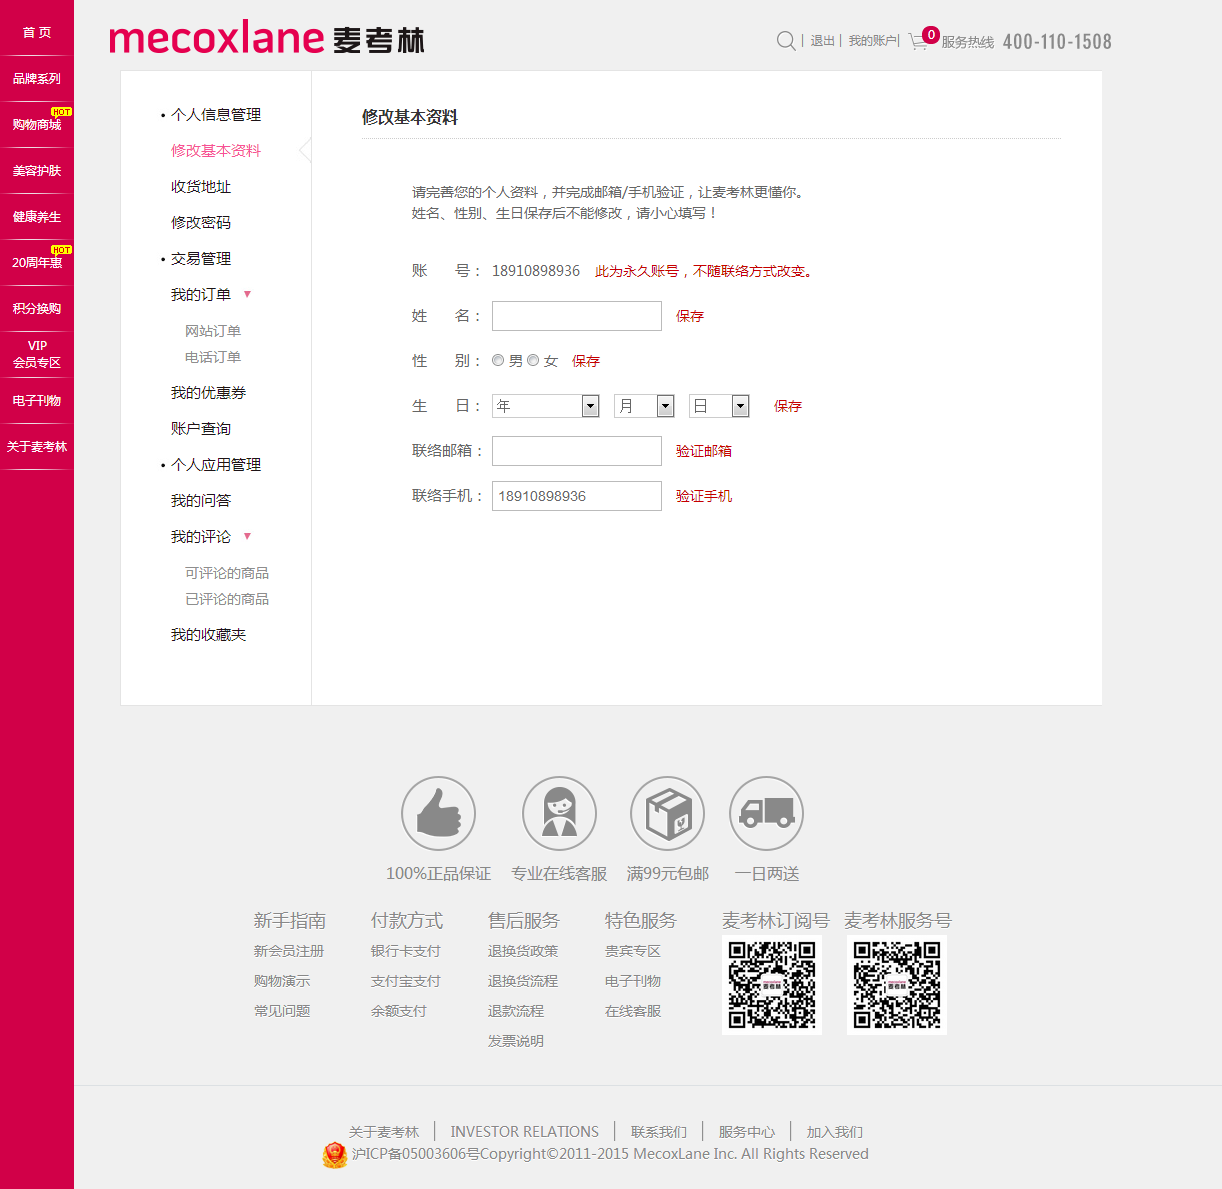 首 页
品牌系列
HOT
购物商城
美容护肤
健康养生
HOT
20周年惠
积分换购
VIP
会员专区
电子刊物
关于麦考林
mecoxlane 麦考林
| 退出 | 我的账户| 0 服务热线 400-110-1508
• 个人信息管理
修改基本资料
收货地址
修改密码
• 交易管理
我的订单 ▼
网站订单
电话订单
我的优惠券
账户查询
• 个人应用管理
我的问答
我的评论 ▼
可评论的商品
已评论的商品
我的收藏夹
修改基本资料
请完善您的个人资料，并完成邮箱/手机验证，让麦考林更懂你。
姓名、性别、生日保存后不能修改，请小心填写！
账 号： 18910898936 此为永久账号，不随联络方式改变。
姓 名： 保存
性 别： 男 女 保存
生 日： 年 月 日 保存
联络邮箱： 验证邮箱
联络手机： 18910898936 验证手机
100%正品保证 专业在线客服 满99元包邮 一日两送
新手指南 付款方式 售后服务 特色服务 麦考林订阅号 麦考林服务号
新会员注册 银行卡支付 退换货政策 贵宾专区
购物演示 支付宝支付 退换货流程 电子刊物
常见问题 余额支付 退款流程 在线客服
发票说明
麦考林 麦考林
关于麦考林 | INVESTOR RELATIONS | 联系我们 | 服务中心 | 加入我们
沪ICP备05003606号Copyright©2011-2015 MecoxLane Inc. All Rights Reserved